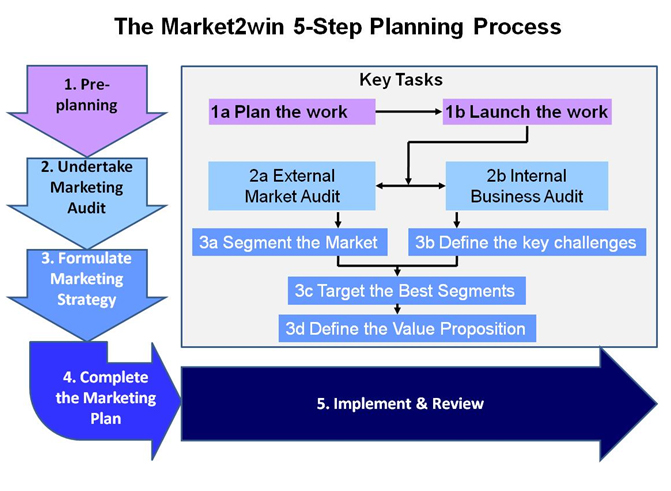 The Market2win 5-Step Planning Process
1. Pre-
planning
2. Undertake
Marketing
Audit
3. Formulate
Marketing
Strategy
4. Complete
the Marketing
Plan
Key Tasks
1a Plan the work
1b Launch the work
2a External
Market Audit
2b Internal
Business Audit
3a Segment the Market
3b Define the key challenges
3c Target the Best Segments
3d Define the Value Proposition
5. Implement & Review